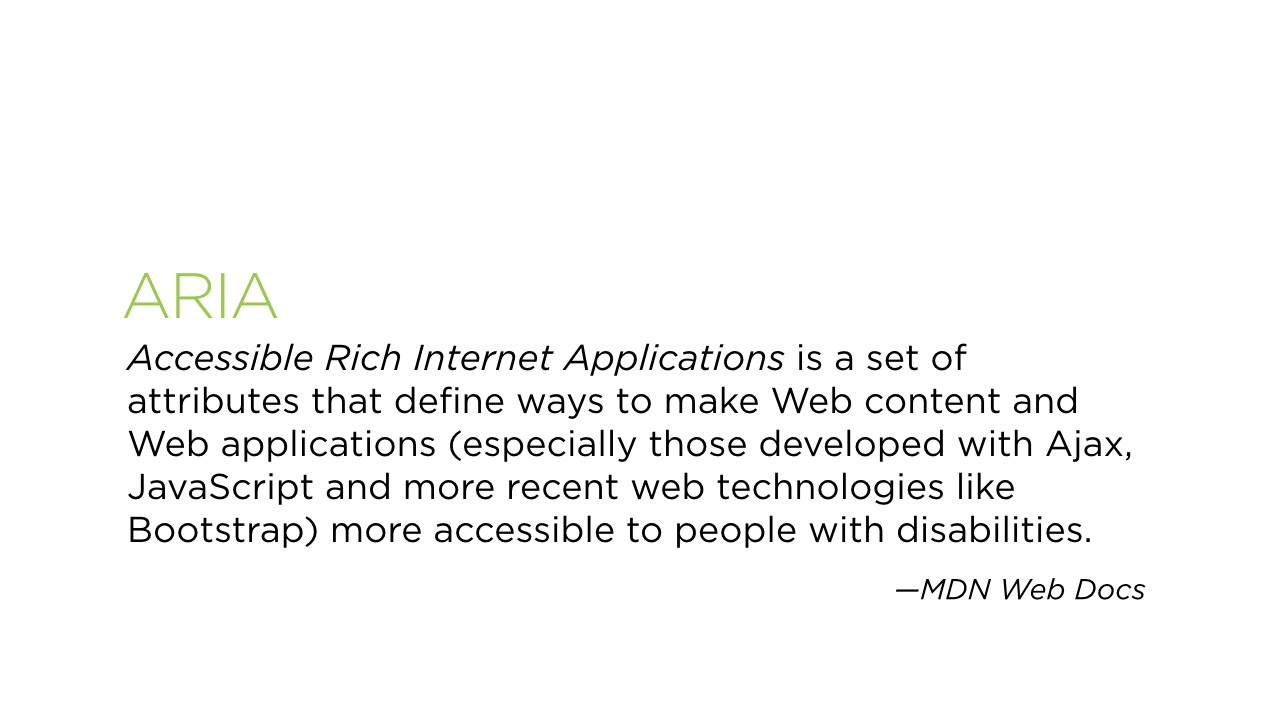 ARIA
Accessible Rich Internet Applications is a set of
attributes that define ways to make Web content and
Web applications (especially those developed with Ajax,
JavaScript and more recent web technologies like
Bootstrap) more accessible to people with disabilities.
—MDN Web Docs